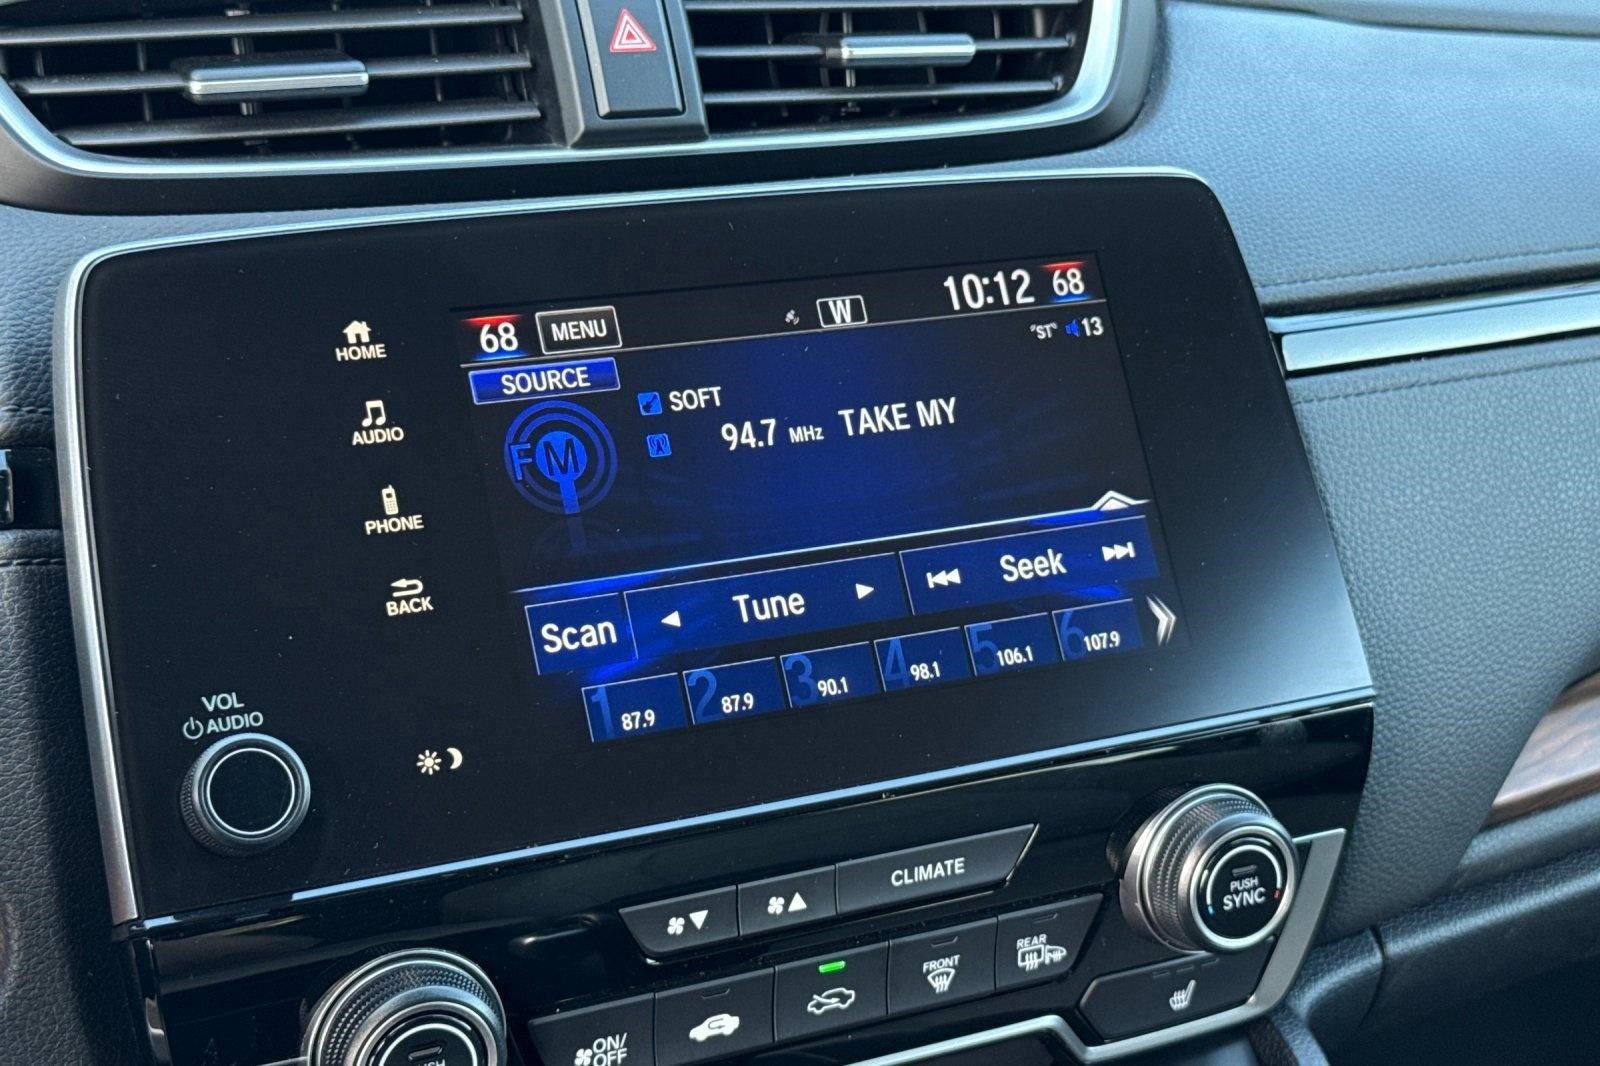 68 MENU W 10:12 68
"ST" 13
SOURCE
HOME
SOFT
FM 94.7 MHz TAKE MY
AUDIO
PHONE
BACK
Scan Tune Seek
1 87.9 2 87.9 3 90.1 4 98.1 5 106.1 6 107.9
VOL
AUDIO
CLIMATE
PUSH
SYNC
FRONT
REAR
ON/
OFF